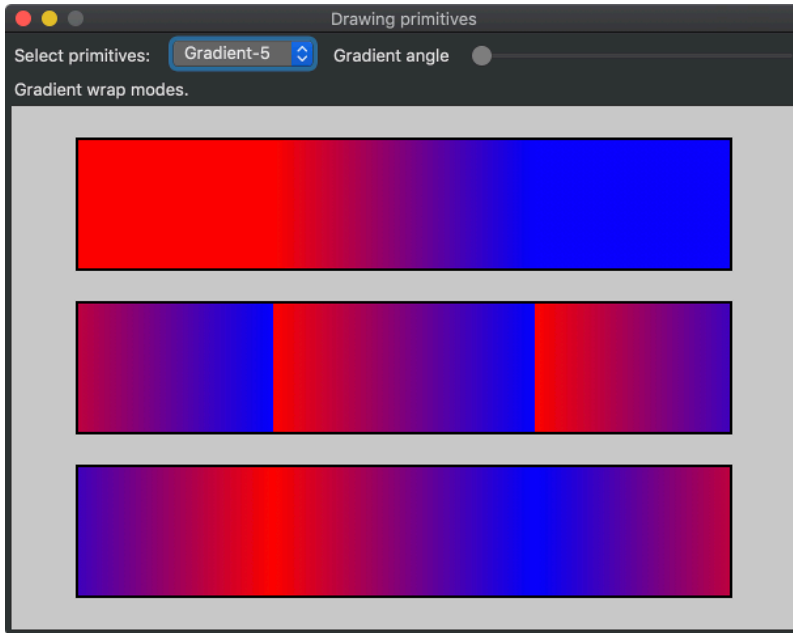 Drawing primitives
Select primitives: Gradient-5 Gradient angle
Gradient wrap modes.